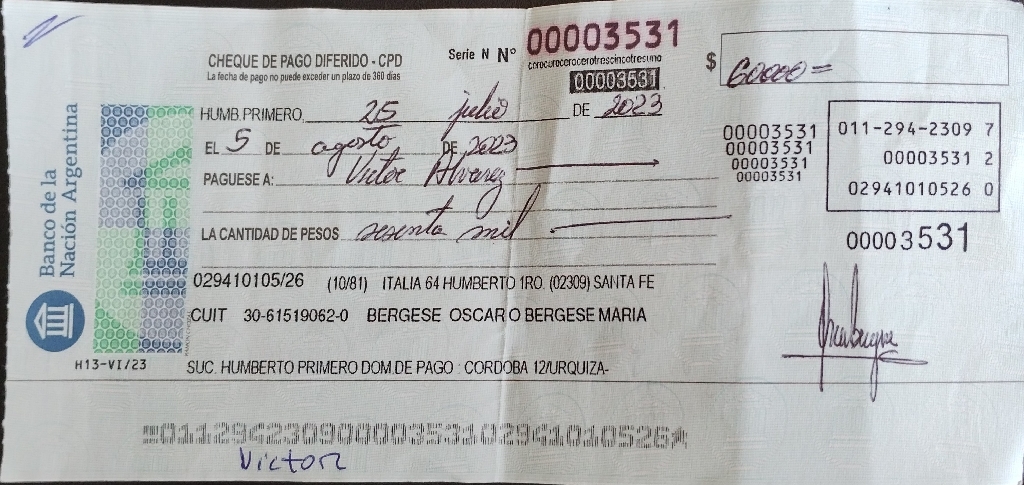 CHEQUE DE PAGO DIFERIDO - CPD
La fecha de pago no puede exceder un plazo de 360 días
Serie N Nº 00003531
cerocerocerocerotrescincotresuno
00003531
$ 60000=
HUMB.PRIMERO, 25 julio DE 2023
EL 5 DE agosto DE 2023
PAGUESE A: Victor Alvarez
LA CANTIDAD DE PESOS sesenta mil
00003531
00003531
00003531
00003531
011-294-2309 7
00003531 2
02941010526 0
00003531
029410105/26 (10/81) ITALIA 64 HUMBERTO 1RO. (02309) SANTA FE
CUIT 30-61519062-0 BERGESE OSCAR O BERGESE MARIA
SUC. HUMBERTO PRIMERO DOM.DE PAGO : CORDOBA 12/URQUIZA-
Banco de la
Nación Argentina
H13-VI/23
01129423090000353102941010526
Victor